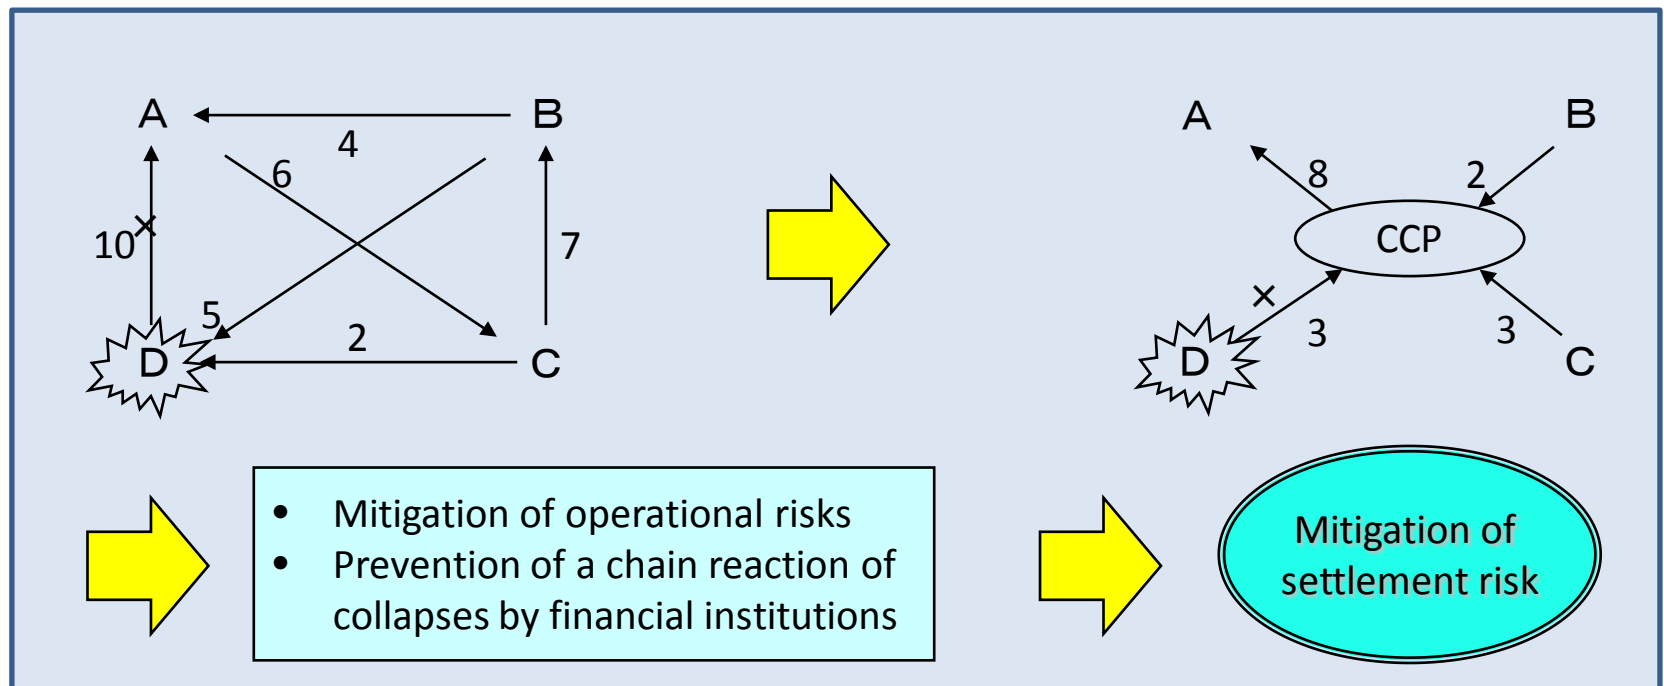 A
B
4
6
10
×
7
5
2
D
C
A
B
8
2
CCP
×
3
3
D
C
• Mitigation of operational risks
• Prevention of a chain reaction of
collapses by financial institutions
Mitigation of
settlement risk